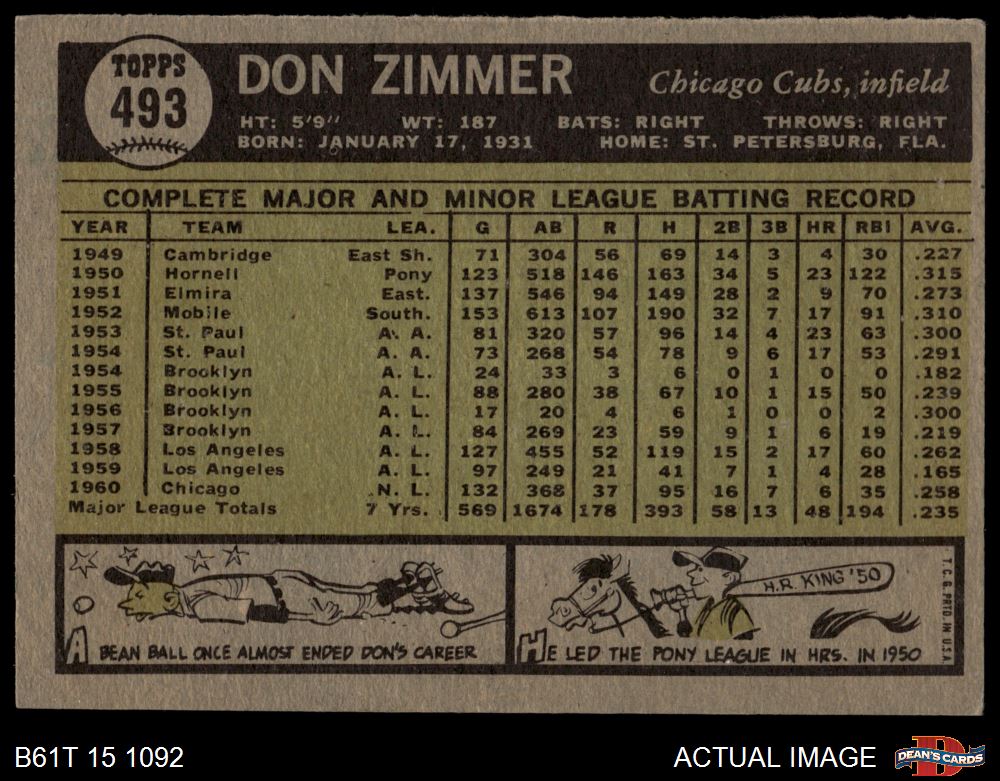 TOPPS
493
DON ZIMMER
Chicago Cubs, infield
HT: 5'9" WT: 187 BATS: RIGHT THROWS: RIGHT
BORN: JANUARY 17, 1931 HOME: ST. PETERSBURG, FLA.
COMPLETE MAJOR AND MINOR LEAGUE BATTING RECORD
YEAR TEAM LEA. G AB R H 2B 3B HR RBI AVG.
1949 Cambridge East Sh. 71 304 56 69 14 3 4 30 .227
1950 Hornell Pony 123 518 146 163 34 5 23 122 .315
1951 Elmira East. 137 546 94 149 28 2 9 70 .273
1952 Mobile South. 153 613 107 190 32 7 17 91 .310
1953 St. Paul A. A. 81 320 57 96 14 4 23 63 .300
1954 St. Paul A. A. 73 268 54 78 9 6 17 53 .291
1954 Brooklyn A. L. 24 33 3 6 0 1 0 0 .182
1955 Brooklyn A. L. 88 280 38 67 10 1 15 50 .239
1956 Brooklyn A. L. 17 20 4 6 1 0 0 2 .300
1957 Brooklyn A. L. 84 269 23 59 9 1 6 19 .219
1958 Los Angeles A. L. 127 455 52 119 15 2 17 60 .262
1959 Los Angeles A. L. 97 249 21 41 7 1 4 28 .165
1960 Chicago N. L. 132 368 37 95 16 7 6 35 .258
Major League Totals 7 Yrs. 569 1674 178 393 58 13 48 194 .235
A BEAN BALL ONCE ALMOST ENDED DON'S CAREER
H.R. KING '50
HE LED THE PONY LEAGUE IN HRS. IN 1950
T.C.G. PRTD. IN U.S.A.
B61T 15 1092
ACTUAL IMAGE
D
DEAN'S CARDS